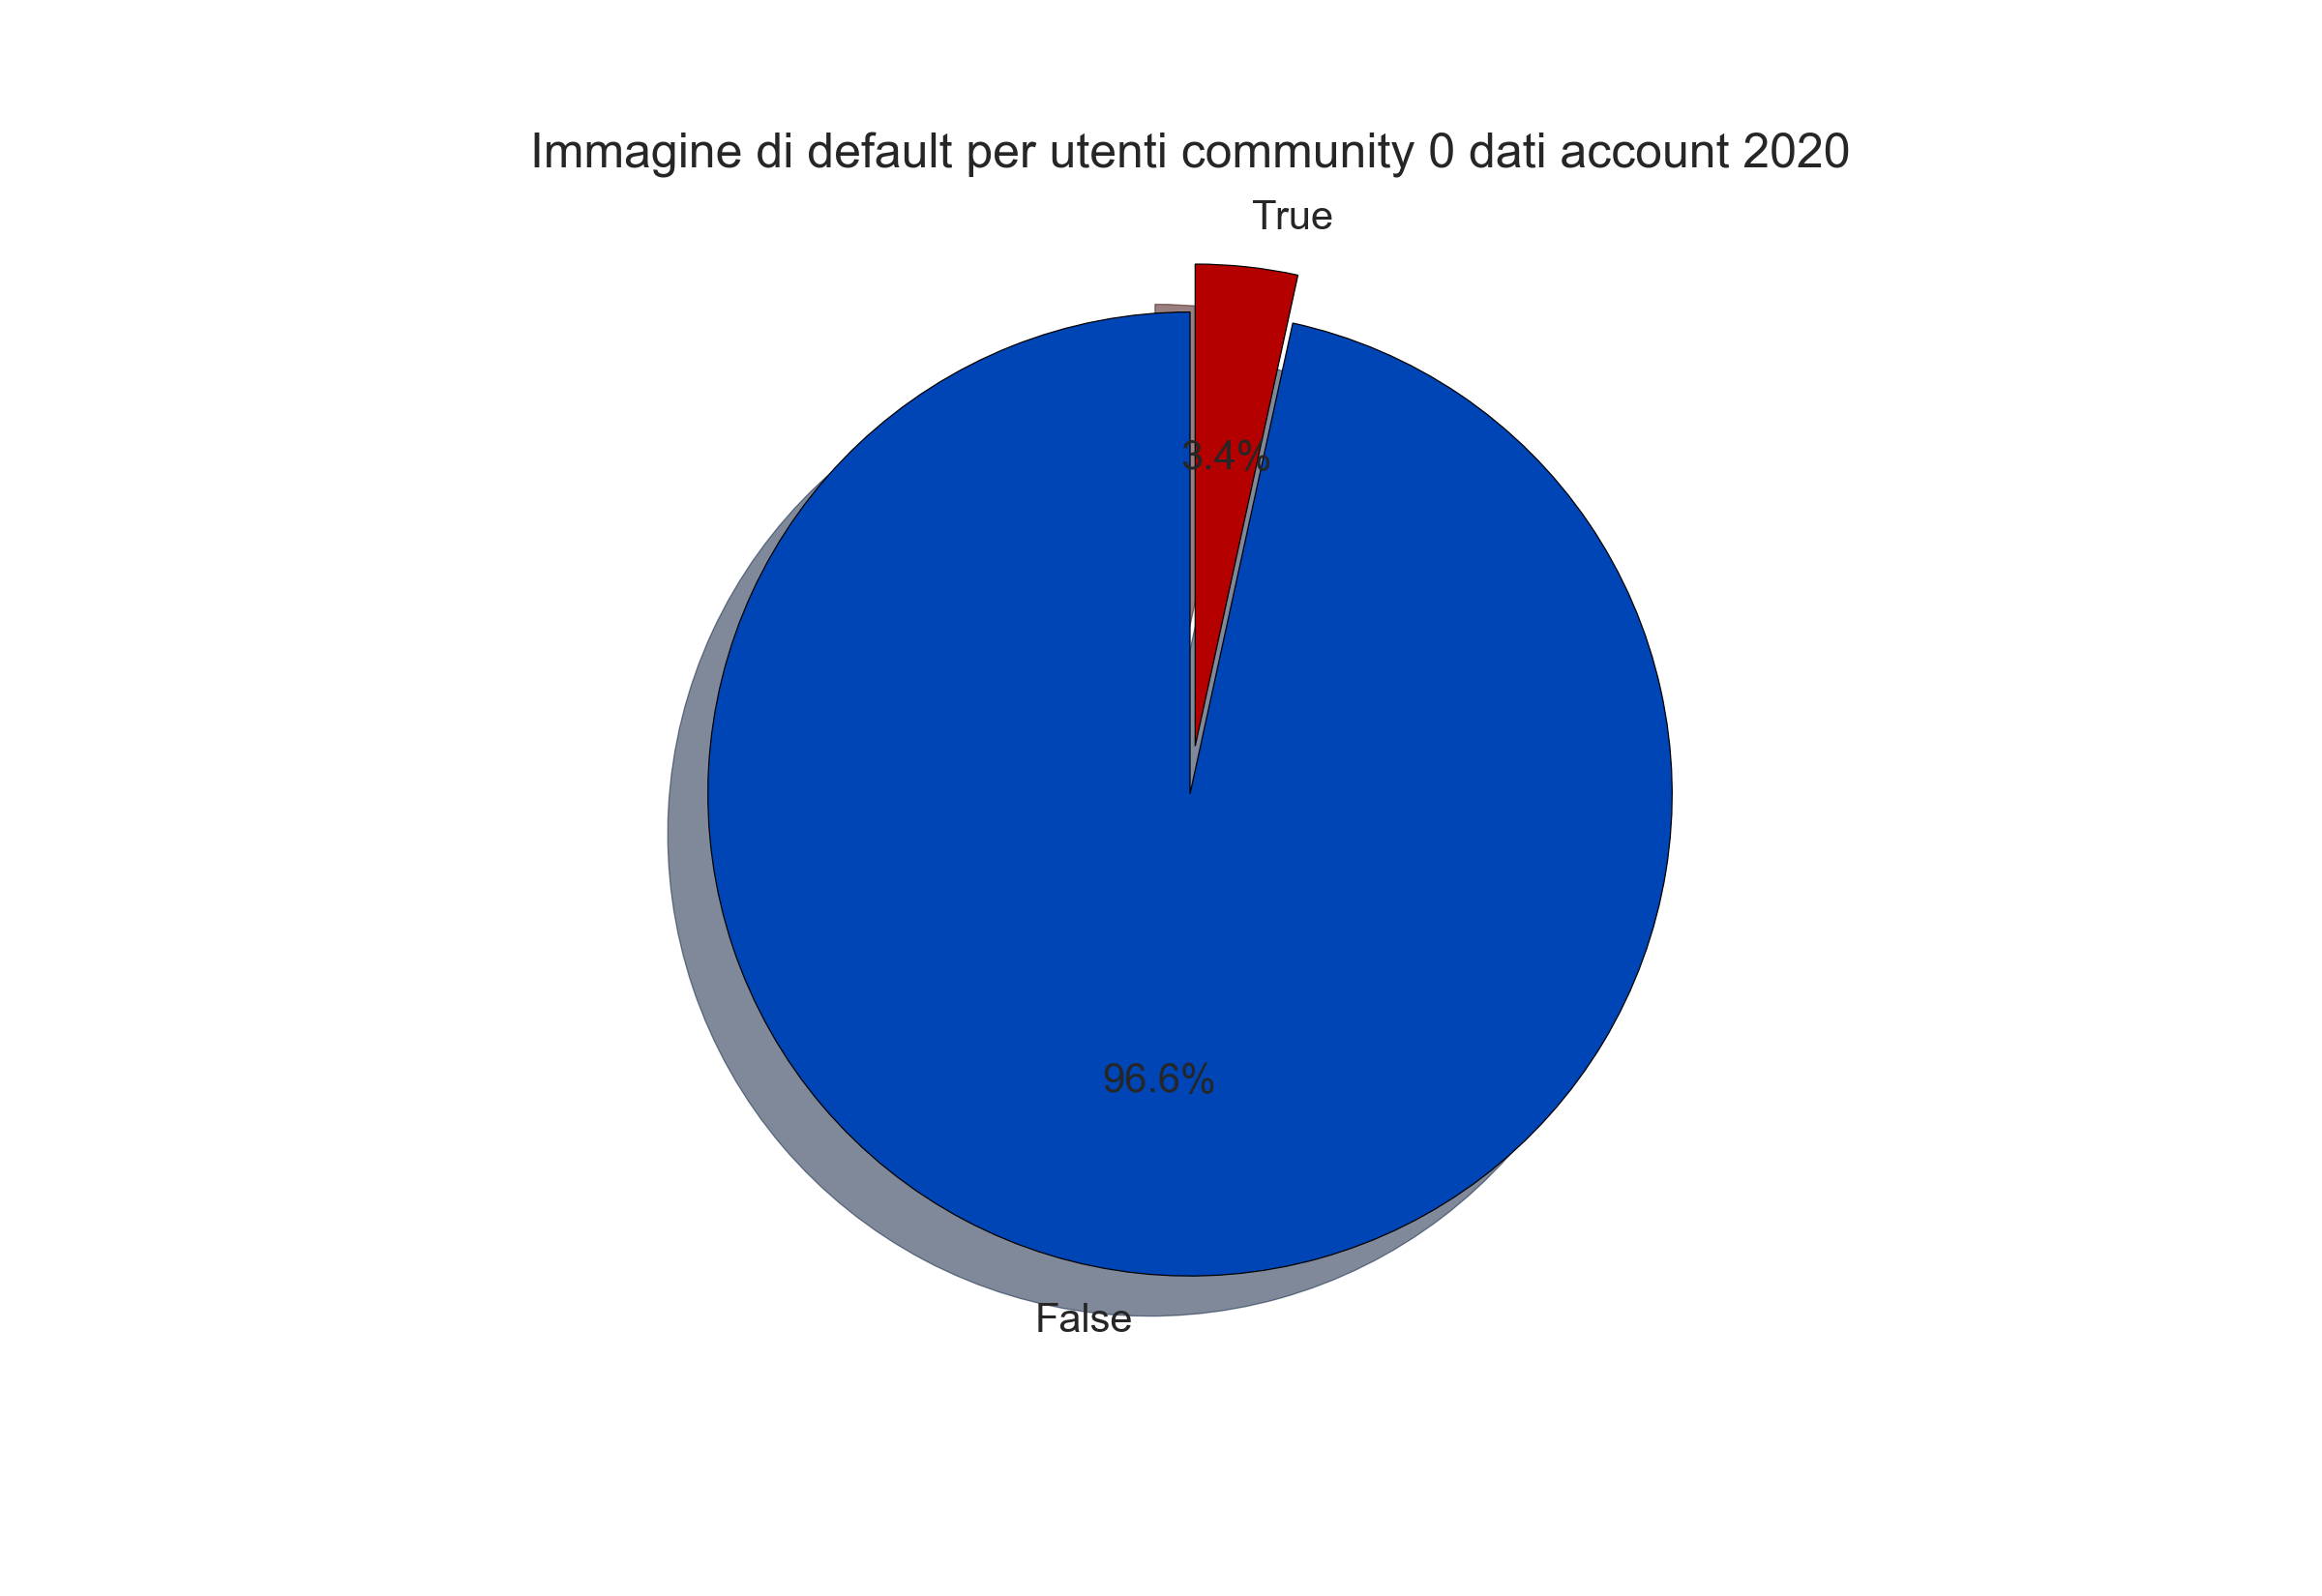 Immagine di default per utenti community 0 dati account 2020
True
3.4%
96.6%
False